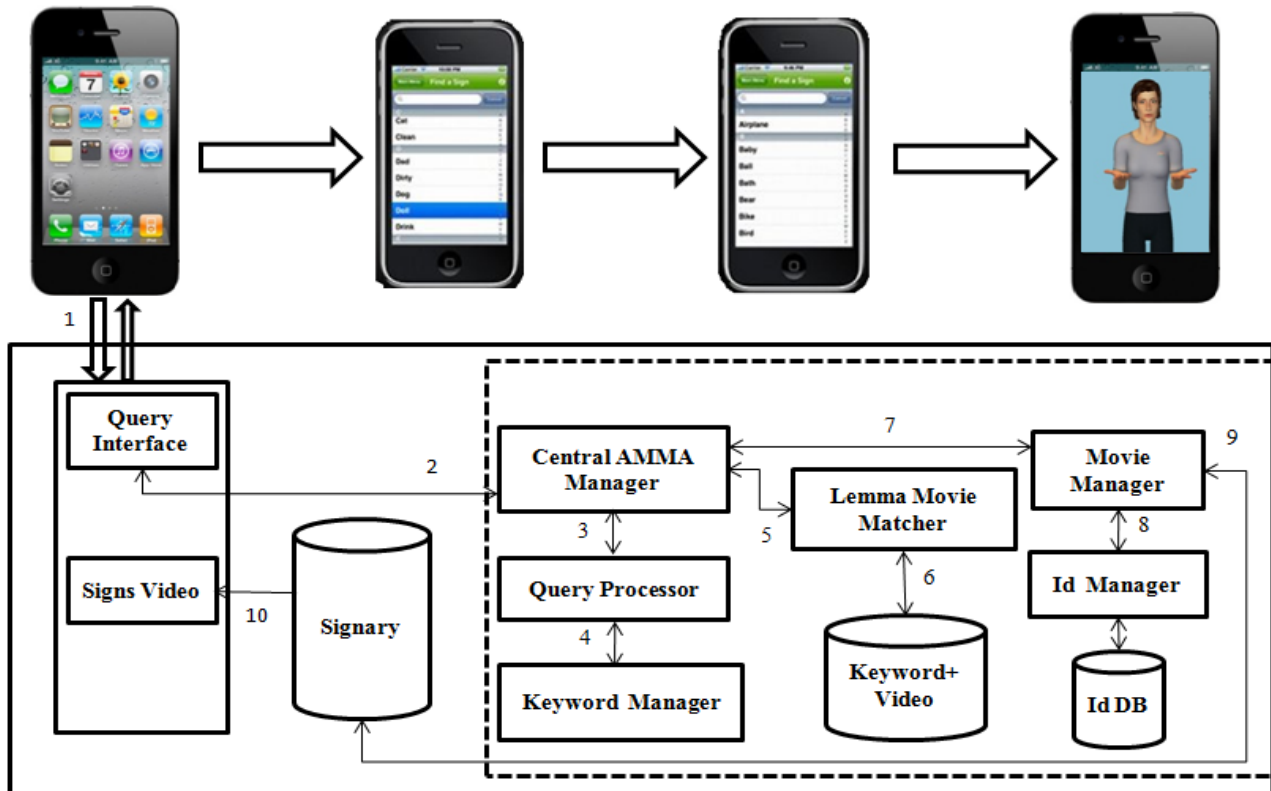 7
Find a Sign
Cat
Clean
Dad
Dirty
Dog
Doll
Drink
Find a Sign
Airplane
Baby
Ball
Bath
Bear
Bike
Bird
1
Query
Interface
2
Signs Video
10
Signary
Central AMMA
Manager
3
Query Processor
4
Keyword Manager
7
5
Lemma Movie
Matcher
6
Keyword+
Video
Movie
Manager
9
8
Id Manager
Id DB